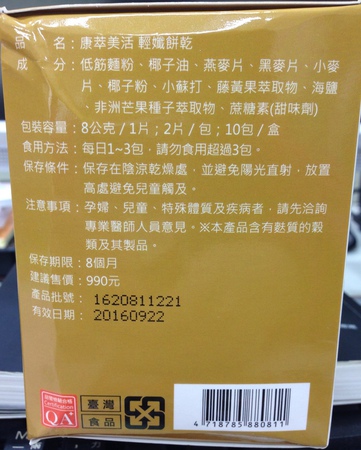 品　名：康萃美活 輕孅餅乾
成　分：低筋麵粉、椰子油、燕麥片、黑麥片、小麥
片、椰子粉、小蘇打、藤黃果萃取物、海鹽
、非洲芒果種子萃取物、蔗糖素(甜味劑)
包裝容量：8公克/1片；2片/包；10包/盒
食用方法：每日1~3包，請勿食用超過3包。
保存條件：保存在陰涼乾燥處，並避免陽光直射，放置
高處避免兒童觸及。
注意事項：孕婦、兒童、特殊體質及疾病者，請先洽詢
專業醫師人員意見。※本產品含有麩質的穀
類及其製品。
保存期限：8個月
建議售價：990元
產品批號：1620811221
有效日期：20160922
Certification
QA+
臺灣
食品
4 718785 880811